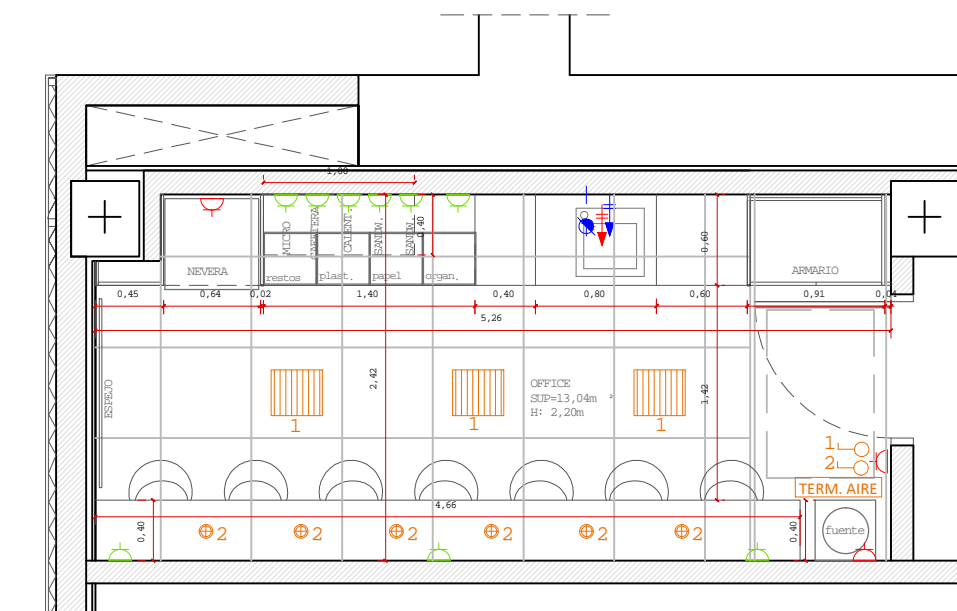 1,00
MICRO
CAFETERA
CALENT.
SANDW.
SANDW.
0,40
0,60
NEVERA
restos
plast.
papel
organ.
ARMARIO
0,45
0,64
0,02
1,40
0,40
0,80
0,60
0,91
0,04
5,26
ESPEJO
2,42
OFFICE
SUP=13,04m ²
H: 2,20m
1,42
1
1
1
1
2
TERM. AIRE
4,66
0,40
2
2
2
2
2
2
0,40
fuente